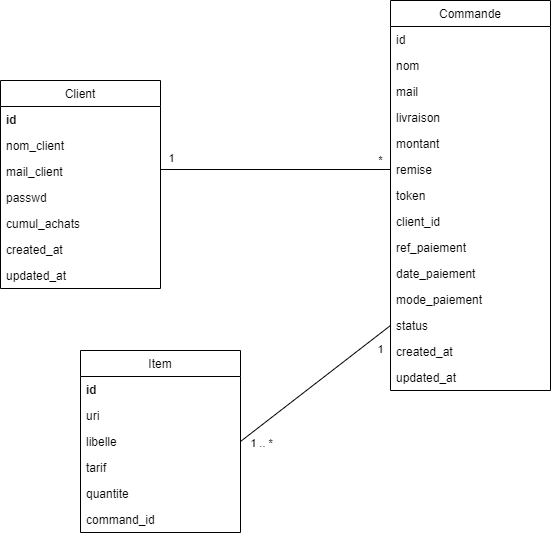 Commande
id
nom
mail
livraison
montant
remise
token
client_id
ref_paiement
date_paiement
mode_paiement
status
created_at
updated_at
Client
id
nom_client
mail_client
passwd
cumul_achats
created_at
updated_at
1
*
1
1 .. *
Item
id
uri
libelle
tarif
quantite
command_id